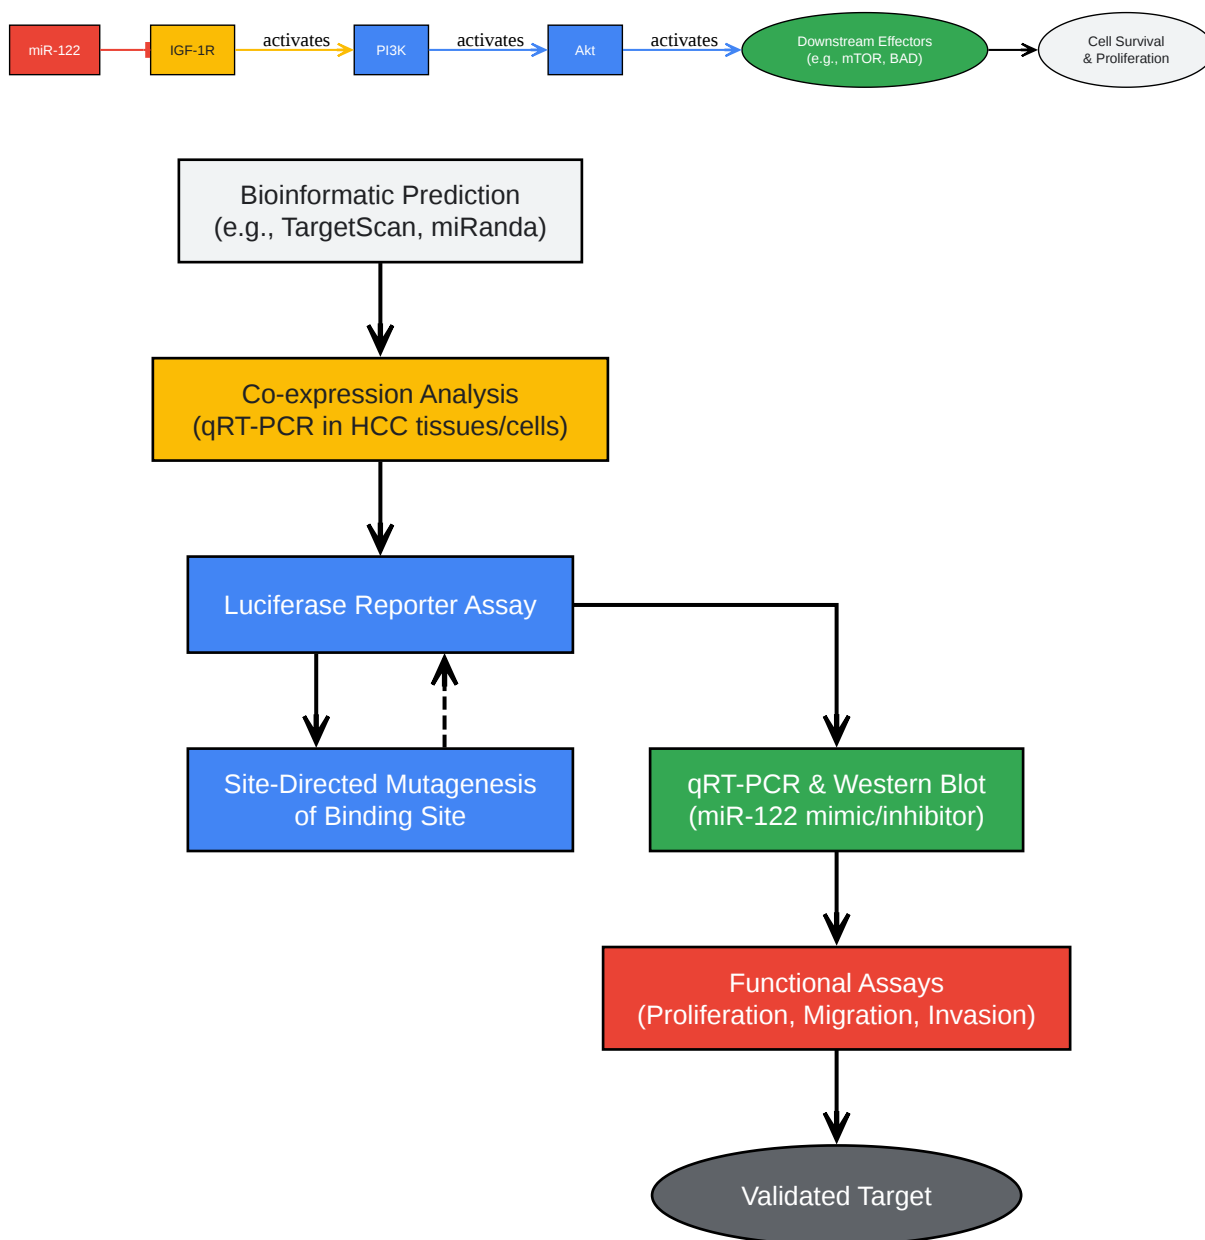 miR-122
IGF-1R
activates
PI3K
activates
Akt
activates
Downstream Effectors
(e.g., mTOR, BAD)
Cell Survival
& Proliferation
Bioinformatic Prediction
(e.g., TargetScan, miRanda)
Co-expression Analysis
(qRT-PCR in HCC tissues/cells)
Luciferase Reporter Assay
Site-Directed Mutagenesis
of Binding Site
qRT-PCR & Western Blot
(miR-122 mimic/inhibitor)
Functional Assays
(Proliferation, Migration, Invasion)
Validated Target